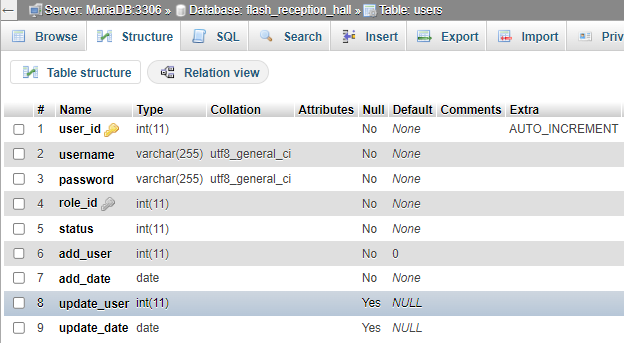 Server: MariaDB:3306 » Database: flash_reception_hall » Table: users
Browse Structure SQL Search Insert Export Import Priv
Table structure Relation view
# Name Type Collation Attributes Null Default Comments Extra
1 user_id int(11) No None AUTO_INCREMENT
2 username varchar(255) utf8_general_ci No None
3 password varchar(255) utf8_general_ci No None
4 role_id int(11) No None
5 status int(11) No None
6 add_user int(11) No 0
7 add_date date No None
8 update_user int(11) Yes NULL
9 update_date date Yes NULL